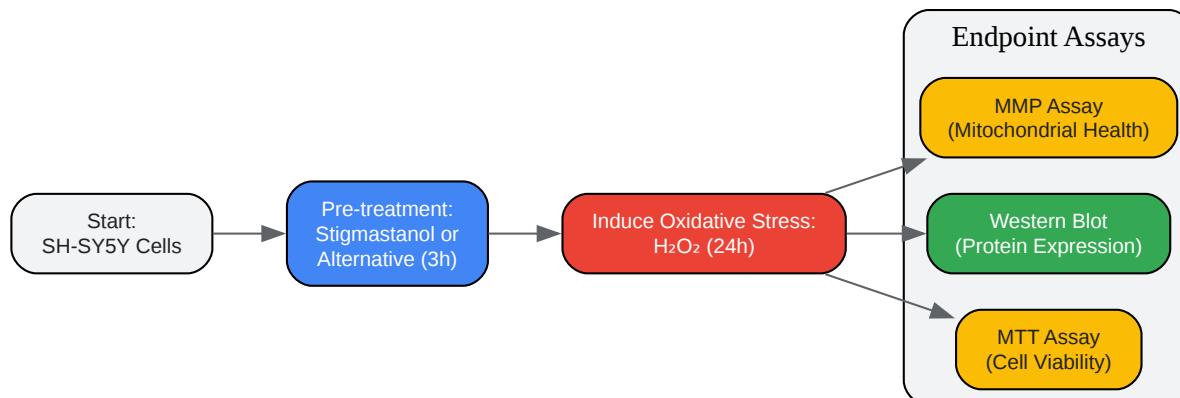 Start:
SH-SY5Y Cells
Pre-treatment:
Stigmastanol or
Alternative (3h)
Induce Oxidative Stress:
H₂O₂ (24h)
Endpoint Assays
MMP Assay
(Mitochondrial Health)
Western Blot
(Protein Expression)
MTT Assay
(Cell Viability)